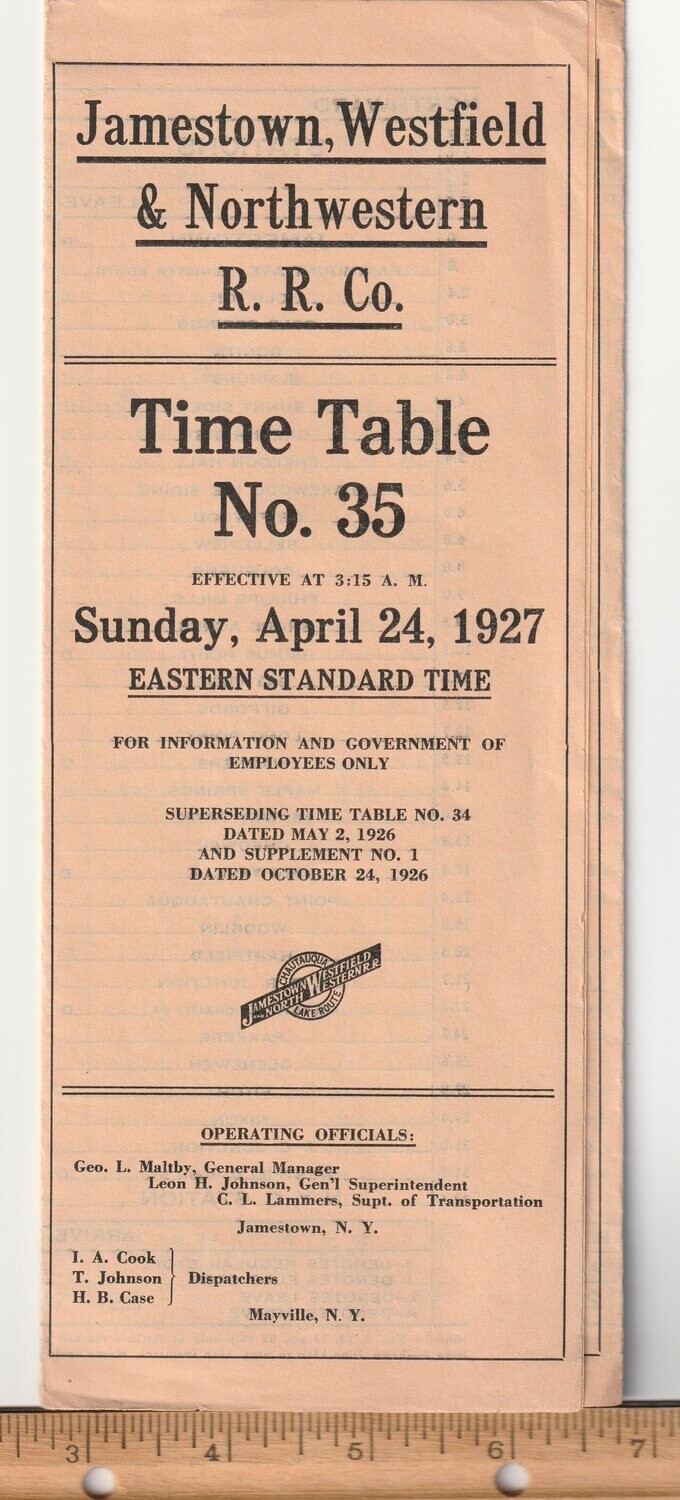 Jamestown, Westfield
& Northwestern
R. R. Co.
Time Table
No. 35
EFFECTIVE AT 3:15 A. M.
Sunday, April 24, 1927
EASTERN STANDARD TIME
FOR INFORMATION AND GOVERNMENT OF
EMPLOYEES ONLY
SUPERSEDING TIME TABLE NO. 34
DATED MAY 2, 1926
AND SUPPLEMENT NO. 1
DATED OCTOBER 24, 1926
CHAUTAUQUA
JAMESTOWN WESTFIELD
AND NORTH WESTERN R.R.
LAKE ROUTE
OPERATING OFFICIALS:
Geo. L. Maltby, General Manager
Leon H. Johnson, Gen'l Superintendent
C. L. Lammers, Supt. of Transportation
Jamestown, N. Y.
I. A. Cook
T. Johnson Dispatchers
H. B. Case
Mayville, N. Y.
3 4 5 6 7